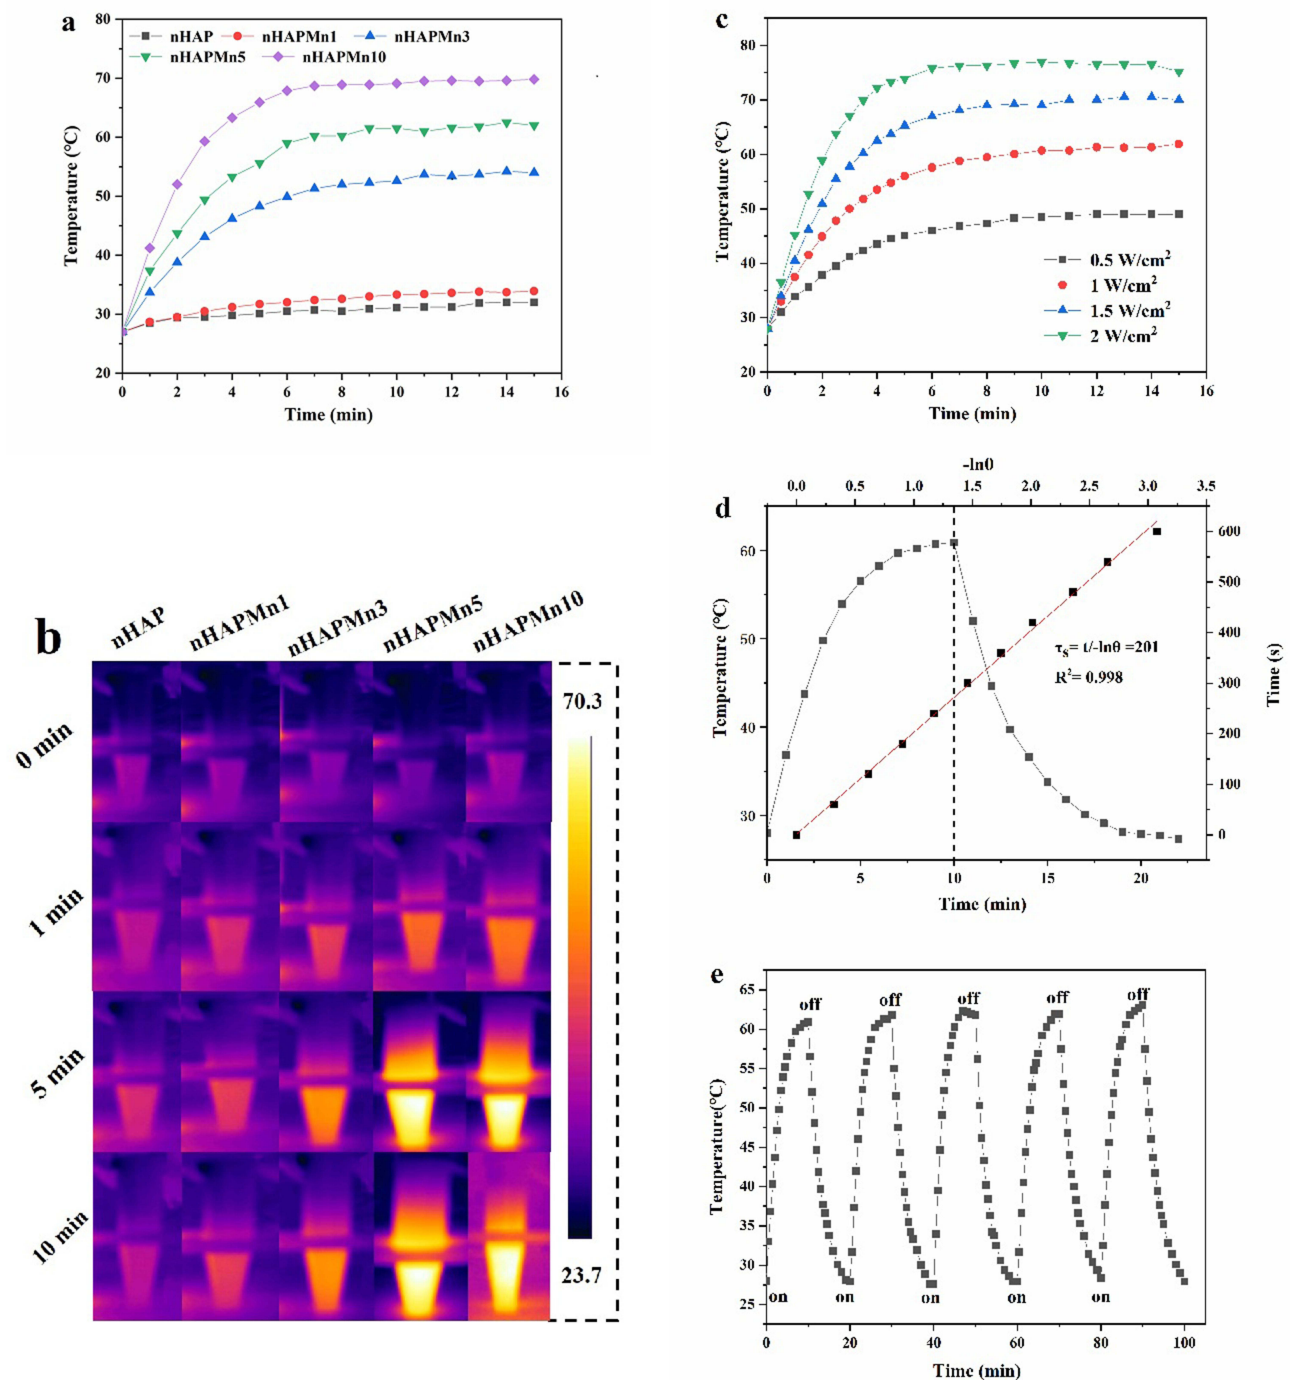 a
nHAP nHAPMn1 nHAPMn3
nHAPMn5 nHAPMn10
80
70
60
50
40
30
20
Temperature (℃)
0 2 4 6 8 10 12 14 16
Time (min)
c
80
70
60
50
40
30
20
Temperature (℃)
0.5 W/cm²
1 W/cm²
1.5 W/cm²
2 W/cm²
0 2 4 6 8 10 12 14 16
Time (min)
b
nHAP nHAPMn1 nHAPMn3 nHAPMn5 nHAPMn10
0 min
1 min
5 min
10 min
70.3
23.7
d
-lnθ
0.0 0.5 1.0 1.5 2.0 2.5 3.0 3.5
60
50
40
30
Temperature (℃)
τs= t/-lnθ =201
R²= 0.998
600
500
400
300
200
100
0
Time (s)
0 5 10 15 20
Time (min)
e
65
60
55
50
45
40
35
30
25
Temperature(℃)
off off off off off
on on on on on
0 20 40 60 80 100
Time (min)